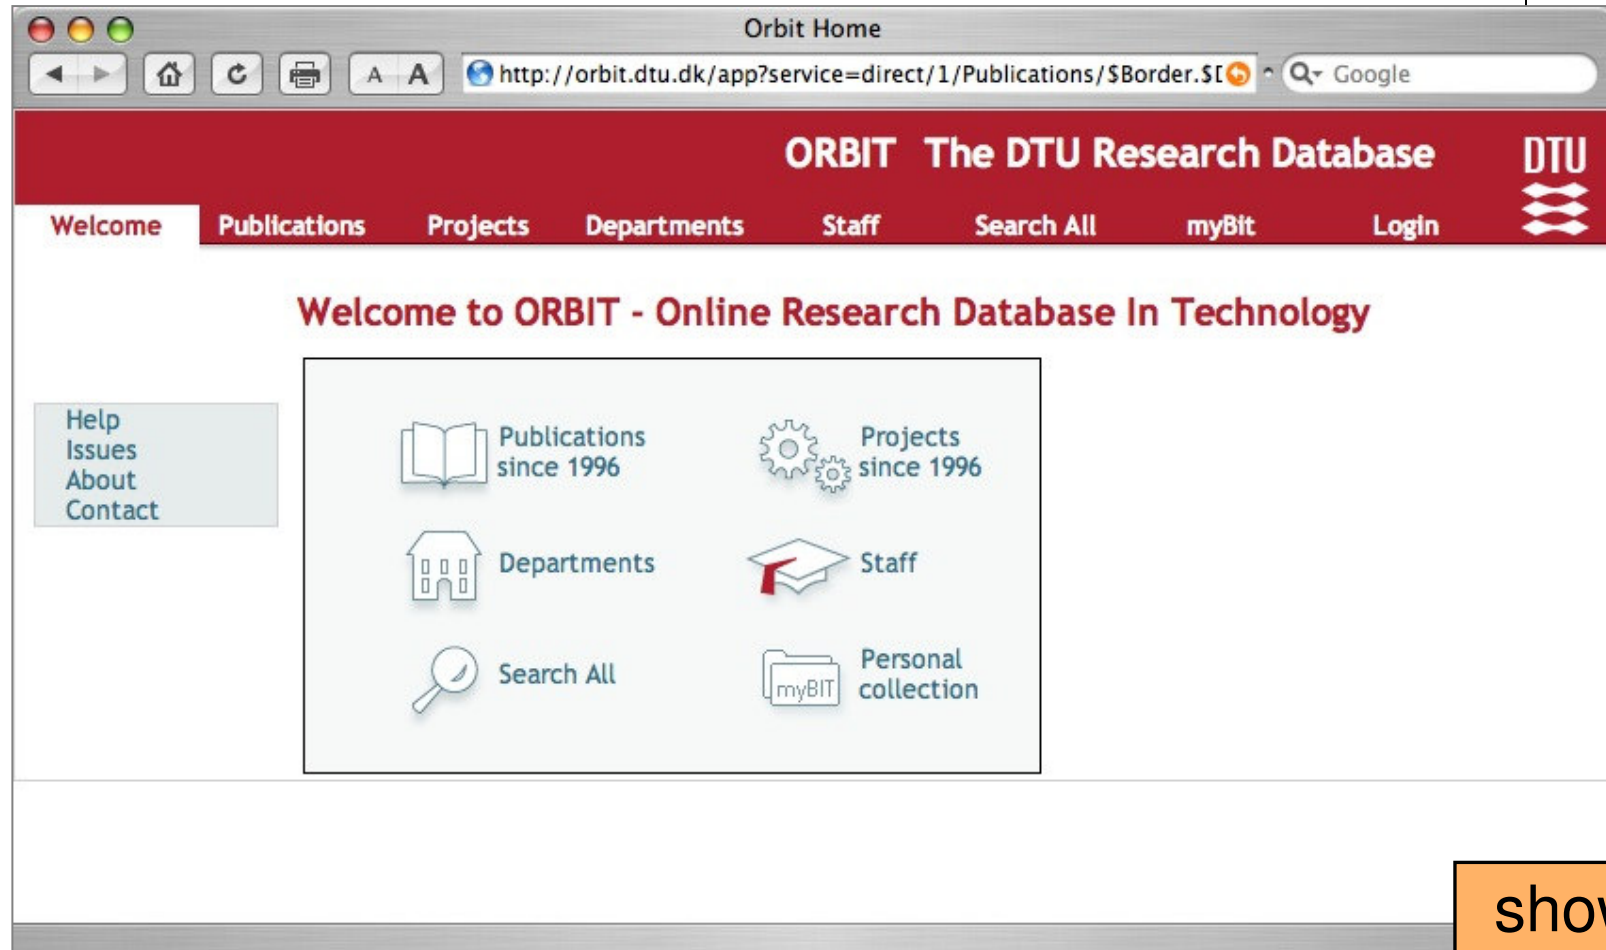 Orbit Home
A A http://orbit.dtu.dk/app?service=direct/1/Publications/$Border.$ Google
ORBIT The DTU Research Database DTU
Welcome Publications Projects Departments Staff Search All myBit Login
Welcome to ORBIT - Online Research Database In Technology
Help
Issues
About
Contact
Publications
since 1996
Projects
since 1996
Departments
Staff
Search All
myBIT
Personal
collection